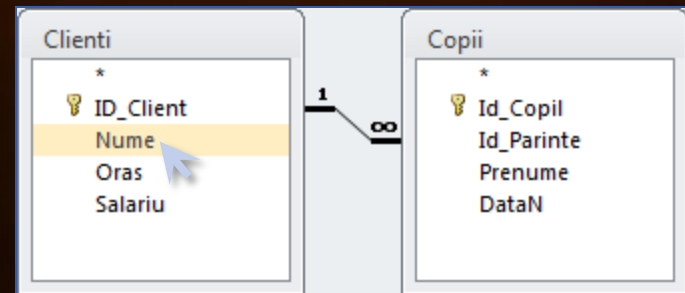 Clienti
*
ID_Client
Nume
Oras
Salariu
1
∞
Copii
*
Id_Copil
Id_Parinte
Prenume
DataN